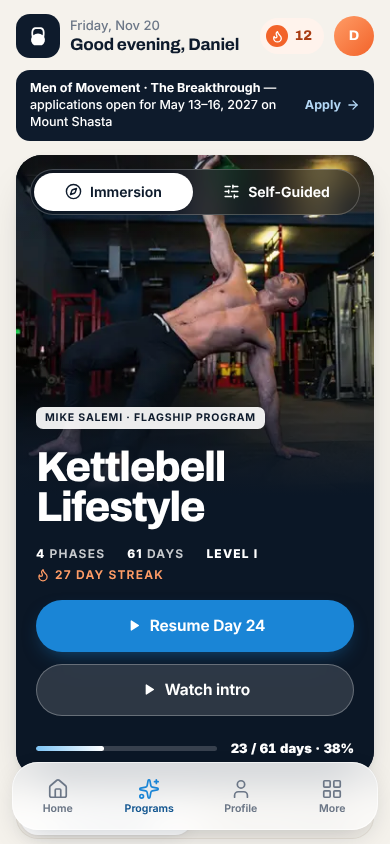 Friday, Nov 20
Good evening, Daniel
12
D
Men of Movement · The Breakthrough —
applications open for May 13–16, 2027 on
Mount Shasta
Apply →
Immersion
Self-Guided
MIKE SALEMI · FLAGSHIP PROGRAM
Kettlebell
Lifestyle
4 PHASES 61 DAYS LEVEL I
27 DAY STREAK
Resume Day 24
Watch intro
23 / 61 days · 38%
Home
Programs
Profile
More